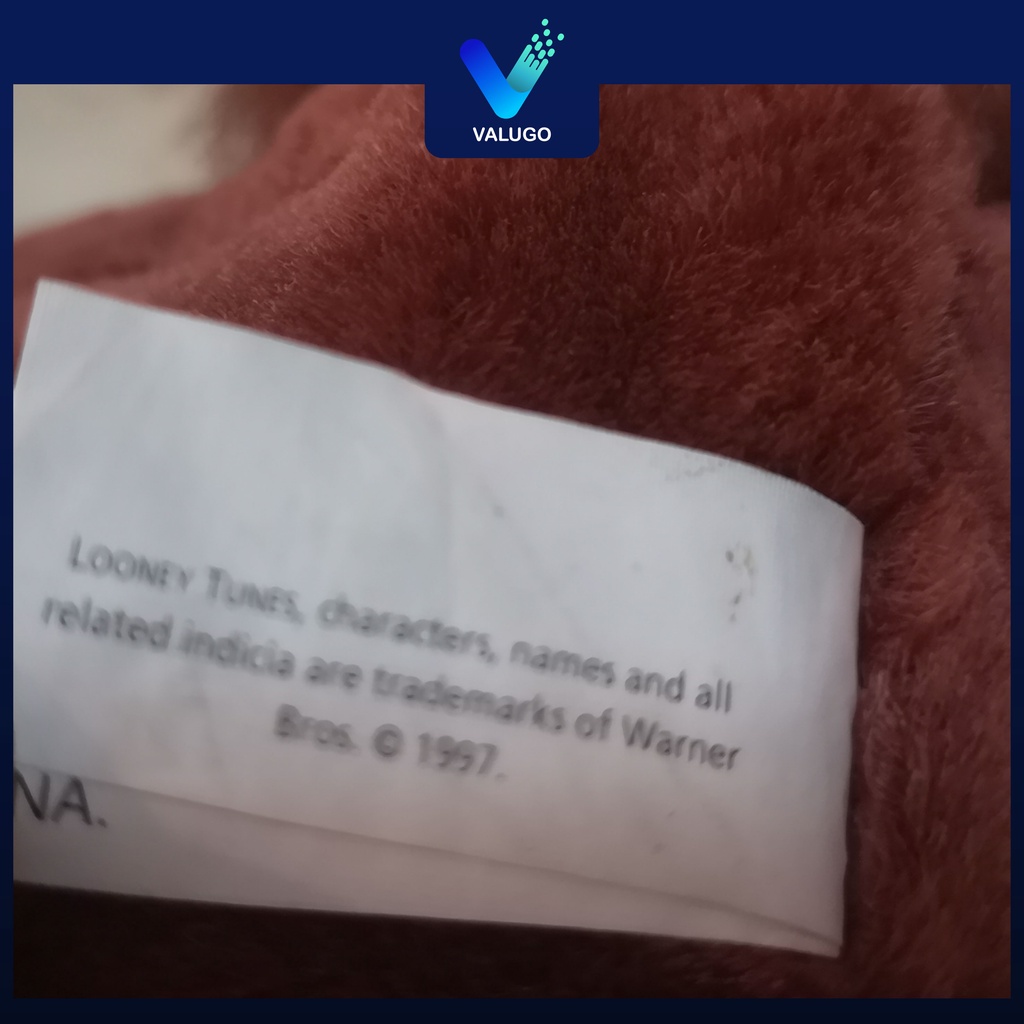 VALUGO
LOONEY TUNES, characters, names and all
related indicia are trademarks of Warner
Bros. © 1997.
NA.